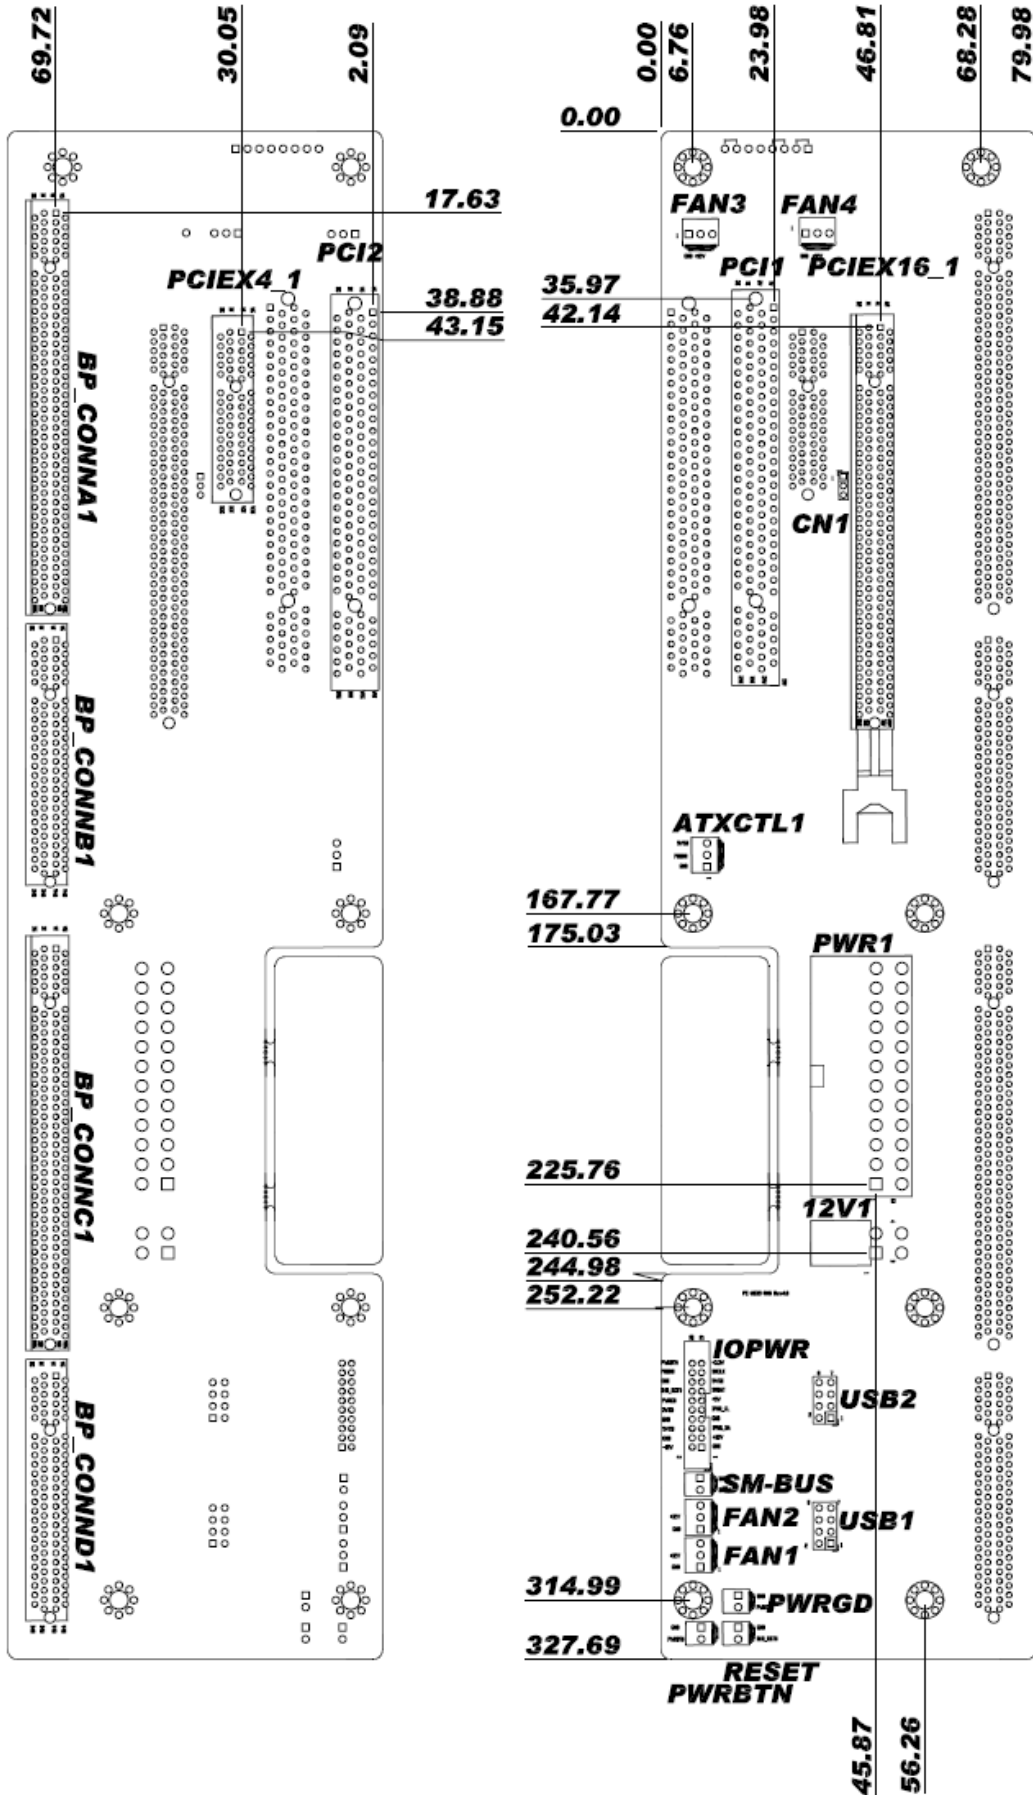 69.72
30.05
2.09
0.00
6.76
23.98
46.81
68.28
79.98
0.00
17.63
FAN3
FAN4
PCI2
PCIEX4_1
PCI1
PCIEX16_1
35.97
38.88
42.14
43.15
BP_CONNA1
CN1
BP_CONNB1
ATXCTL1
167.77
175.03
PWR1
BP_CONNC1
225.76
12V1
240.56
244.98
252.22
IOPWR
USB2
BP_CONND1
SM-BUS
FAN2
USB1
FAN1
314.99
PWRGD
327.69
RESET
PWRBTN
45.87
56.26